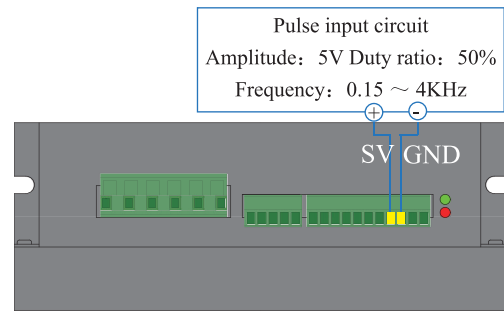 Pulse input circuit
Amplitude：5V Duty ratio：50%
Frequency：0.15 ～ 4KHz
+ -
SV GND